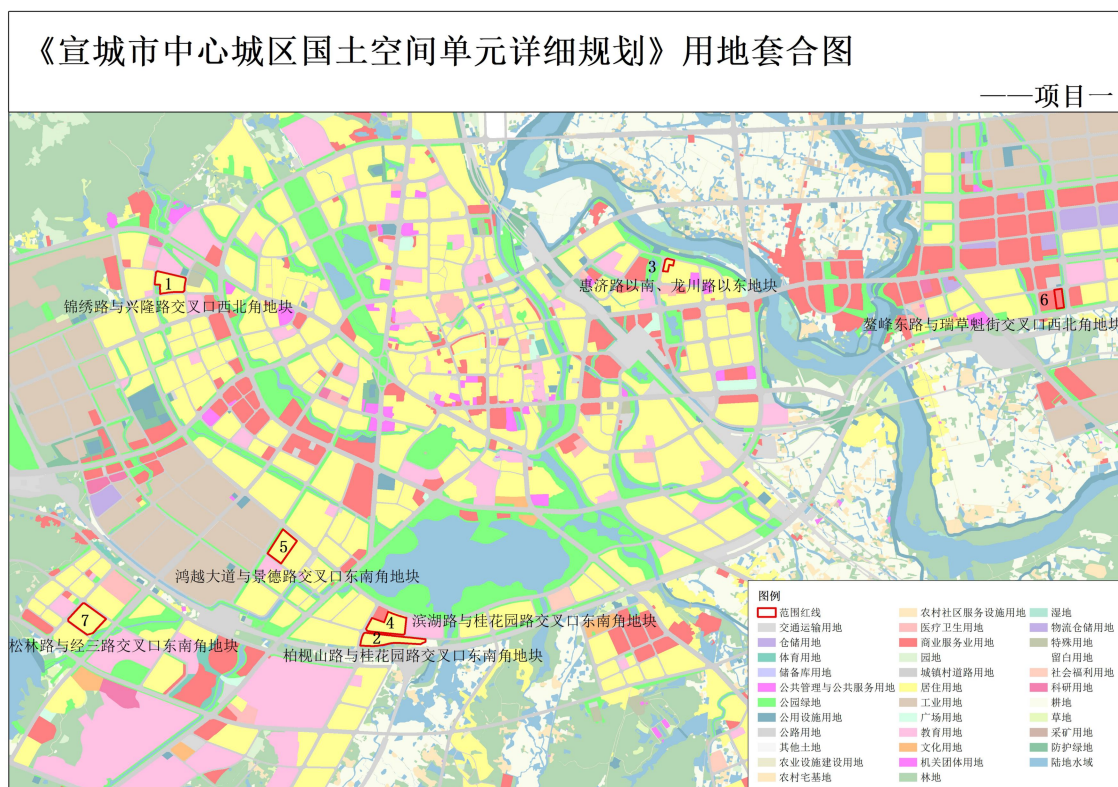 《宣城市中心城区国土空间单元详细规划》用地套合图
——项目一
1
锦绣路与兴隆路交叉口西北角地块
3
惠济路以南、龙川路以东地块
6
鳌峰东路与瑞草魁街交叉口西北角地块
5
鸿越大道与景德路交叉口东南角地块
7
松林路与经三路交叉口东南角地块
4
滨湖路与桂花园路交叉口东南角地块
2
柏枧山路与桂花园路交叉口东南角地块
图例
范围红线
交通运输用地
仓储用地
体育用地
储备库用地
公共管理与公共服务用地
公园绿地
公用设施用地
公路用地
其他土地
农业设施建设用地
农村宅基地
农村社区服务设施用地
医疗卫生用地
商业服务业用地
园地
城镇村道路用地
居住用地
工业用地
广场用地
教育用地
文化用地
机关团体用地
林地
湿地
物流仓储用地
特殊用地
留白用地
社会福利用地
科研用地
耕地
草地
采矿用地
防护绿地
陆地水域